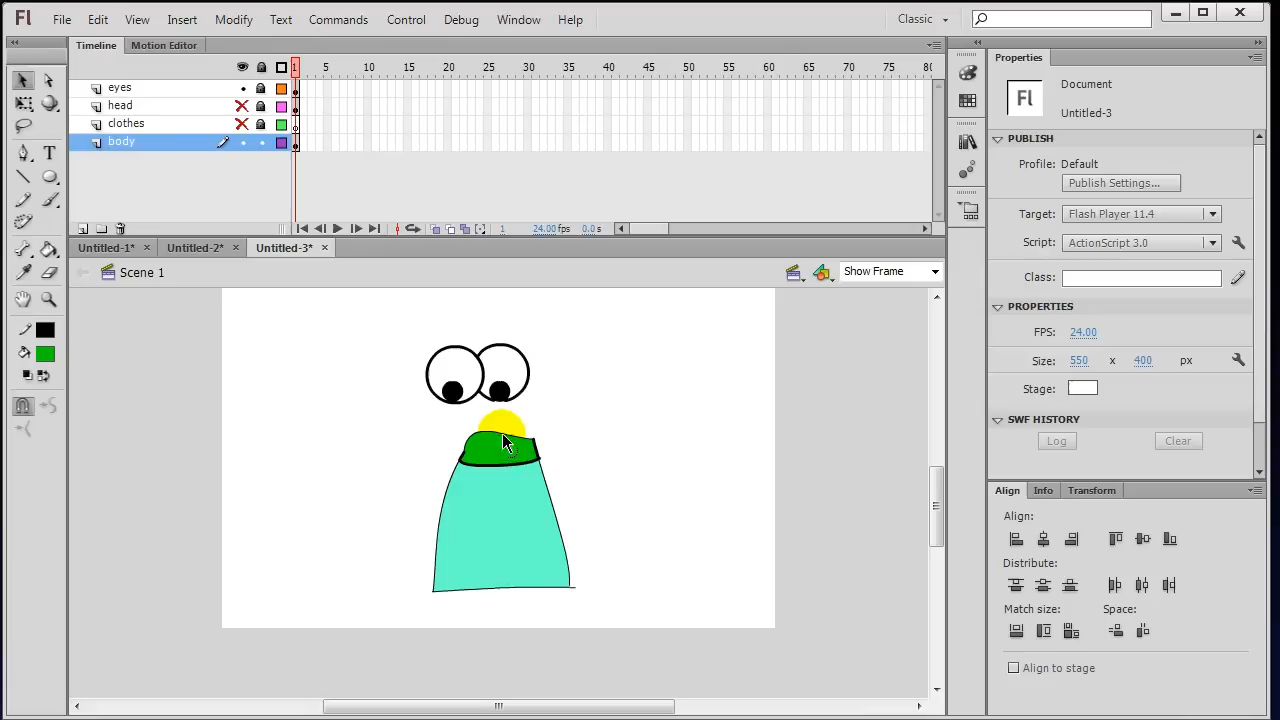 Fl File Edit View Insert Modify Text Commands Control Debug Window Help Classic
Timeline Motion Editor
1 5 10 15 20 25 30 35 40 45 50 55 60 65 70 75 80
eyes
head
clothes
body
1 24.00 fps 0.0 s
Untitled-1* Untitled-2* Untitled-3*
Scene 1 Show Frame
T
Properties
Fl
Document
Untitled-3
PUBLISH
Profile: Default
Publish Settings...
Target: Flash Player 11.4
Script: ActionScript 3.0
Class:
PROPERTIES
FPS: 24.00
Size: 550 x 400 px
Stage:
SWF HISTORY
Log Clear
Align Info Transform
Align:
Distribute:
Match size: Space:
Align to stage